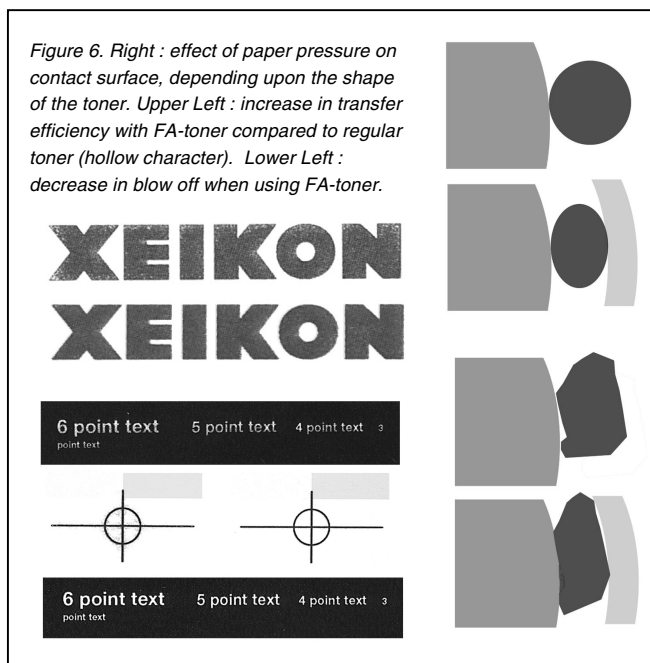 Figure 6. Right : effect of paper pressure on
contact surface, depending upon the shape
of the toner. Upper Left : increase in transfer
efficiency with FA-toner compared to regular
toner (hollow character). Lower Left :
decrease in blow off when using FA-toner.
XEIKON
XEIKON
6 point text 5 point text 4 point text 3
point text
6 point text 5 point text 4 point text 3
point text